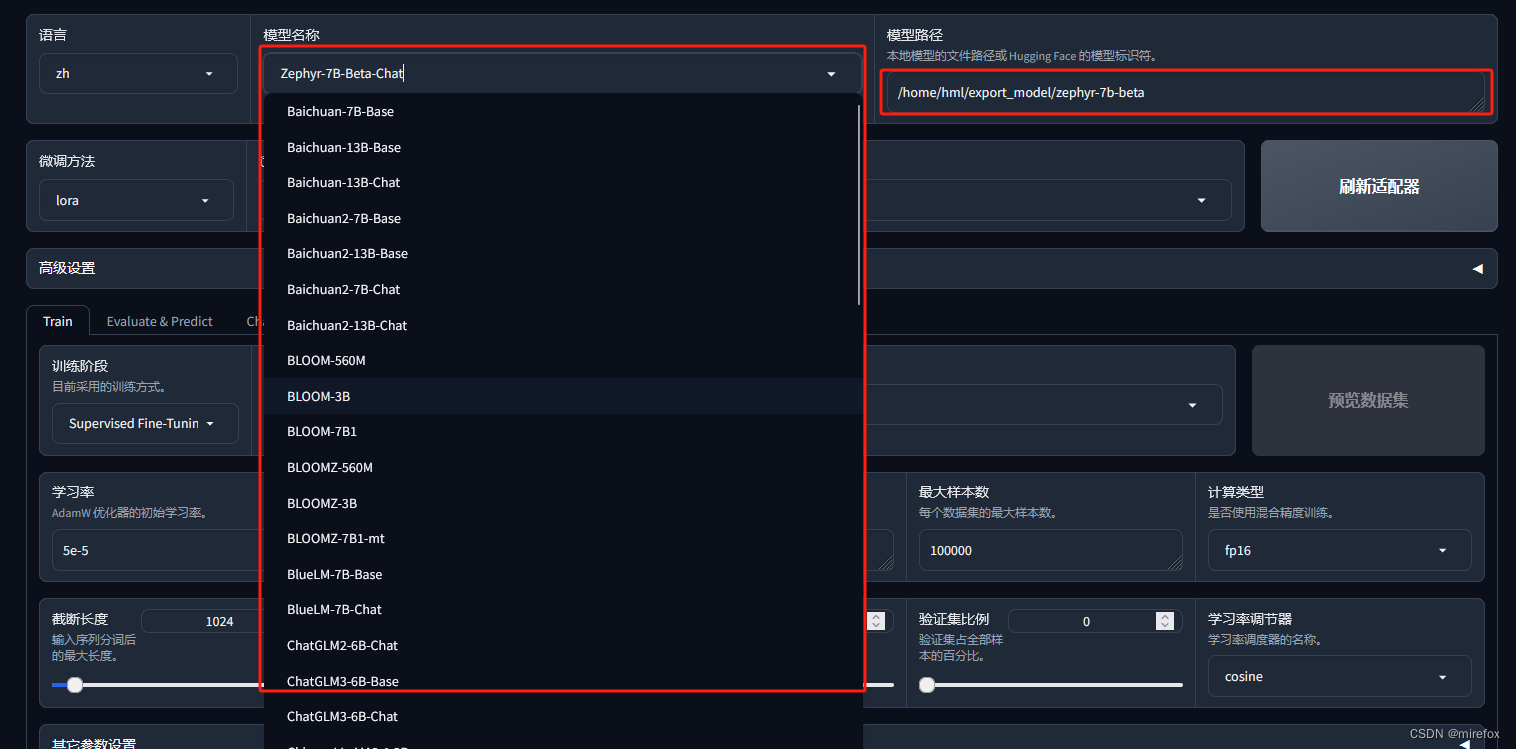 语言
zh
模型名称
Zephyr-7B-Beta-Chat
模型路径
本地模型的文件路径或 Hugging Face 的模型标识符。
/home/hml/export_model/zephyr-7b-beta
Baichuan-7B-Base
Baichuan-13B-Base
Baichuan-13B-Chat
Baichuan2-7B-Base
Baichuan2-13B-Base
Baichuan2-7B-Chat
Baichuan2-13B-Chat
BLOOM-560M
BLOOM-3B
BLOOM-7B1
BLOOMZ-560M
BLOOMZ-3B
BLOOMZ-7B1-mt
BlueLM-7B-Base
BlueLM-7B-Chat
ChatGLM2-6B-Chat
ChatGLM3-6B-Base
ChatGLM3-6B-Chat
微调方法
lora
刷新适配器
高级设置
Train
Evaluate & Predict
训练阶段
目前采用的训练方式。
Supervised Fine-Tunin
预览数据集
学习率
AdamW 优化器的初始学习率。
5e-5
最大样本数
每个数据集的最大样本数。
100000
计算类型
是否使用混合精度训练。
fp16
截断长度
1024
输入序列分词后
的最大长度。
验证集比例
0
验证集占全部样
本的百分比。
学习率调节器
学习率调度器的名称。
cosine
其它参数设置
CSDN @mirefox